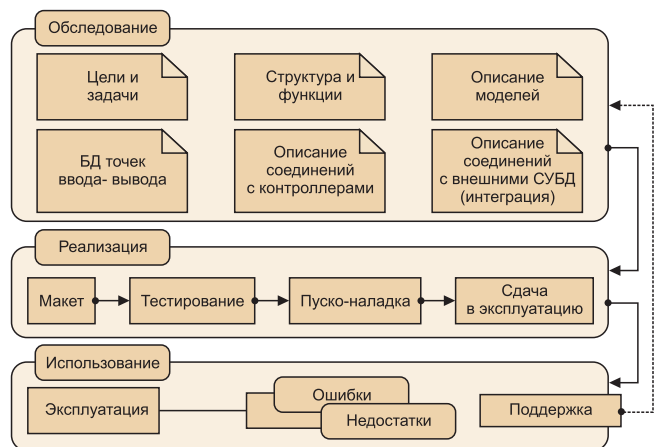 Обследование
Цели и
задачи
Структура и
функции
Описание
моделей
БД точек
ввода- вывода
Описание
соединений
с контроллерами
Описание
соединений
с внешними СУБД
(интеграция)
Реализация
Макет
Тестирование
Пуско-наладка
Сдача
в эксплуатацию
Использование
Эксплуатация
Ошибки
Недостатки
Поддержка